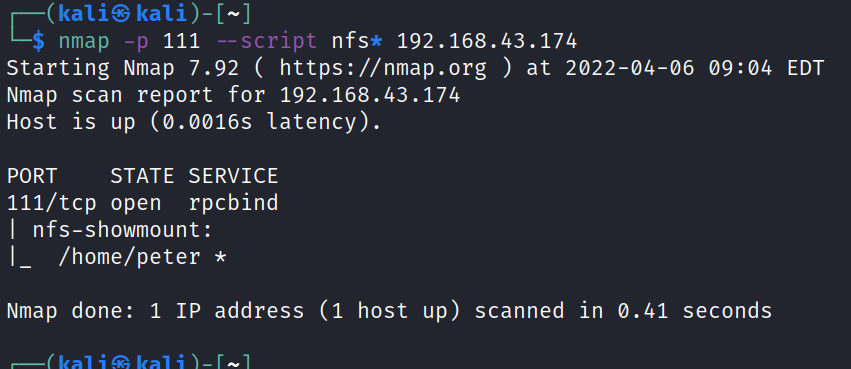 ┌──(kali㉿kali)-[~]
└─$ nmap -p 111 --script nfs* 192.168.43.174
Starting Nmap 7.92 ( https://nmap.org ) at 2022-04-06 09:04 EDT
Nmap scan report for 192.168.43.174
Host is up (0.0016s latency).
PORT    STATE SERVICE
111/tcp open  rpcbind
| nfs-showmount:
|_  /home/peter *
Nmap done: 1 IP address (1 host up) scanned in 0.41 seconds
┌──(kali㉿kali)-[~]